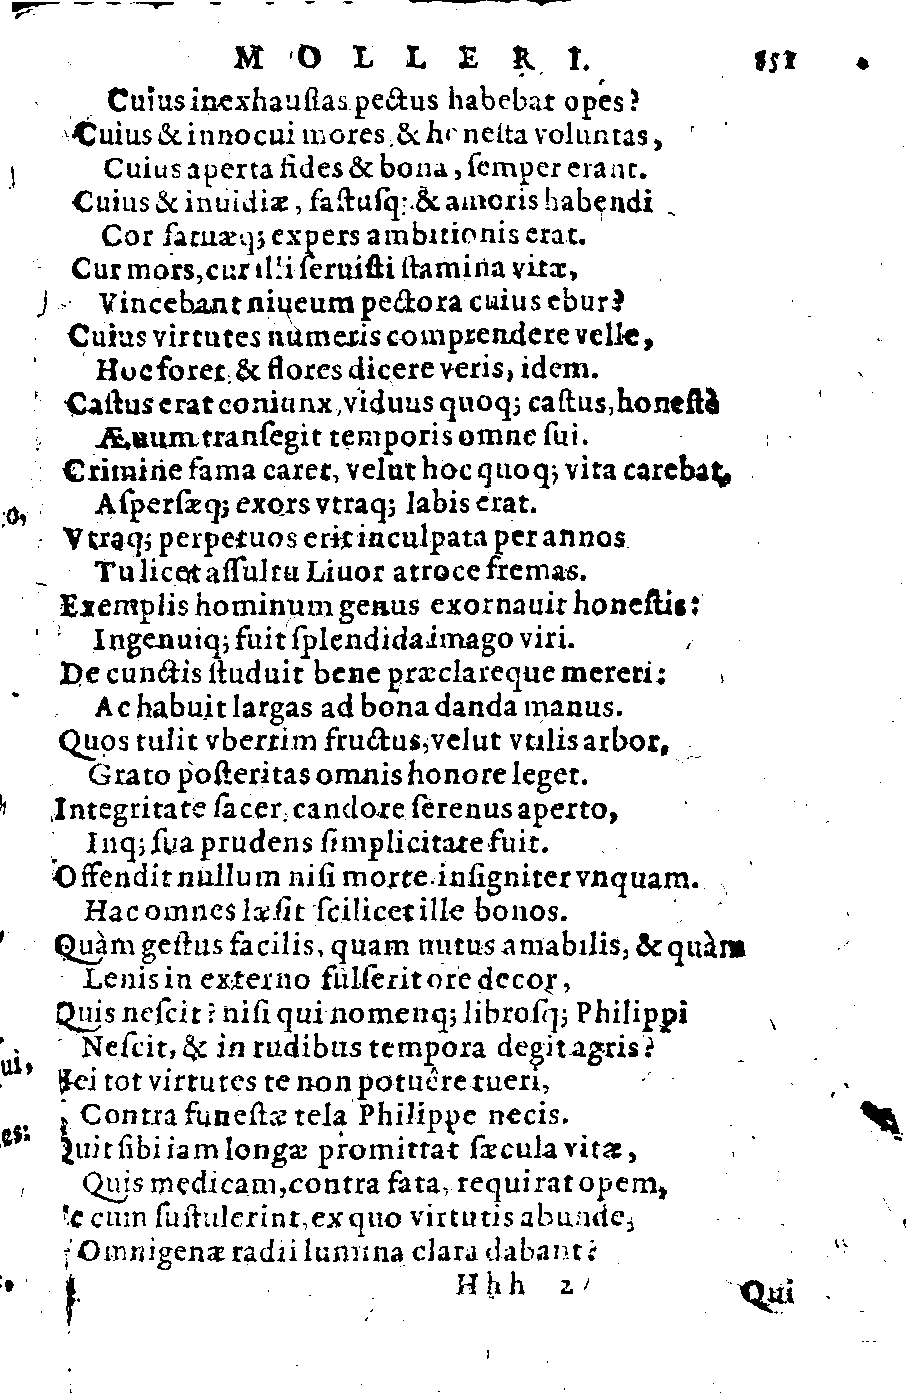 MOLLERI. 851
Cuius inexhaustas pectus habebat opes?
Cuius & innocui mores, & honesta voluntas,
Cuius aperta fides & bona, semper erant.
Cuius & inuidiæ, fastusq; & amoris habendi
Cor fatuæq; expers ambitionis erat.
Cur mors, cur illi seruisti stamina vitæ,
Vincebant niueum pectora cuius ebur?
Cuius virtutes numeris comprendere velle,
Hoc foret, & flores dicere veris, idem.
Castus erat coniunx, viduus quoq; castus, honestè
Æuum transegit temporis omne sui.
Crimine fama caret, velut hoc quoq; vita carebat,
Aspersæq; exors vtraq; labis erat.
Vtraq; perpetuos erit inculpata per annos
Tu licet assultu Liuor atroce fremas.
Exemplis hominum genus exornauit honestis:
Ingenuiq; fuit splendida imago viri.
De cunctis studuit bene præclareque mereri:
Ac habuit largas ad bona danda manus.
Quos tulit vberrim fructus, velut vtilis arbor,
Grato posteritas omnis honore leget.
Integritate sacer, candore serenus aperto,
Inq; sua prudens simplicitate fuit.
Offendit nullum nisi morte insigniter vnquam.
Hac omnes læsit scilicet ille bonos.
Quàm gestus facilis, quam nutus amabilis, & quàm
Lenis in externo fulserit ore decor,
Quis nescit? nisi qui nomenq; librosq; Philippi
Nescit, & in rudibus tempora degit agris?
Hei tot virtutes te non potuêre tueri,
Contra funestæ tela Philippe necis.
Quit sibi iam longæ promittat sæcula vitæ,
Quis medicam, contra fata, requirat opem,
Te cum sustulerint, ex quo virtutis abunde,
Omnigenæ radii lumina clara dabant?
Hhh 2 Qui